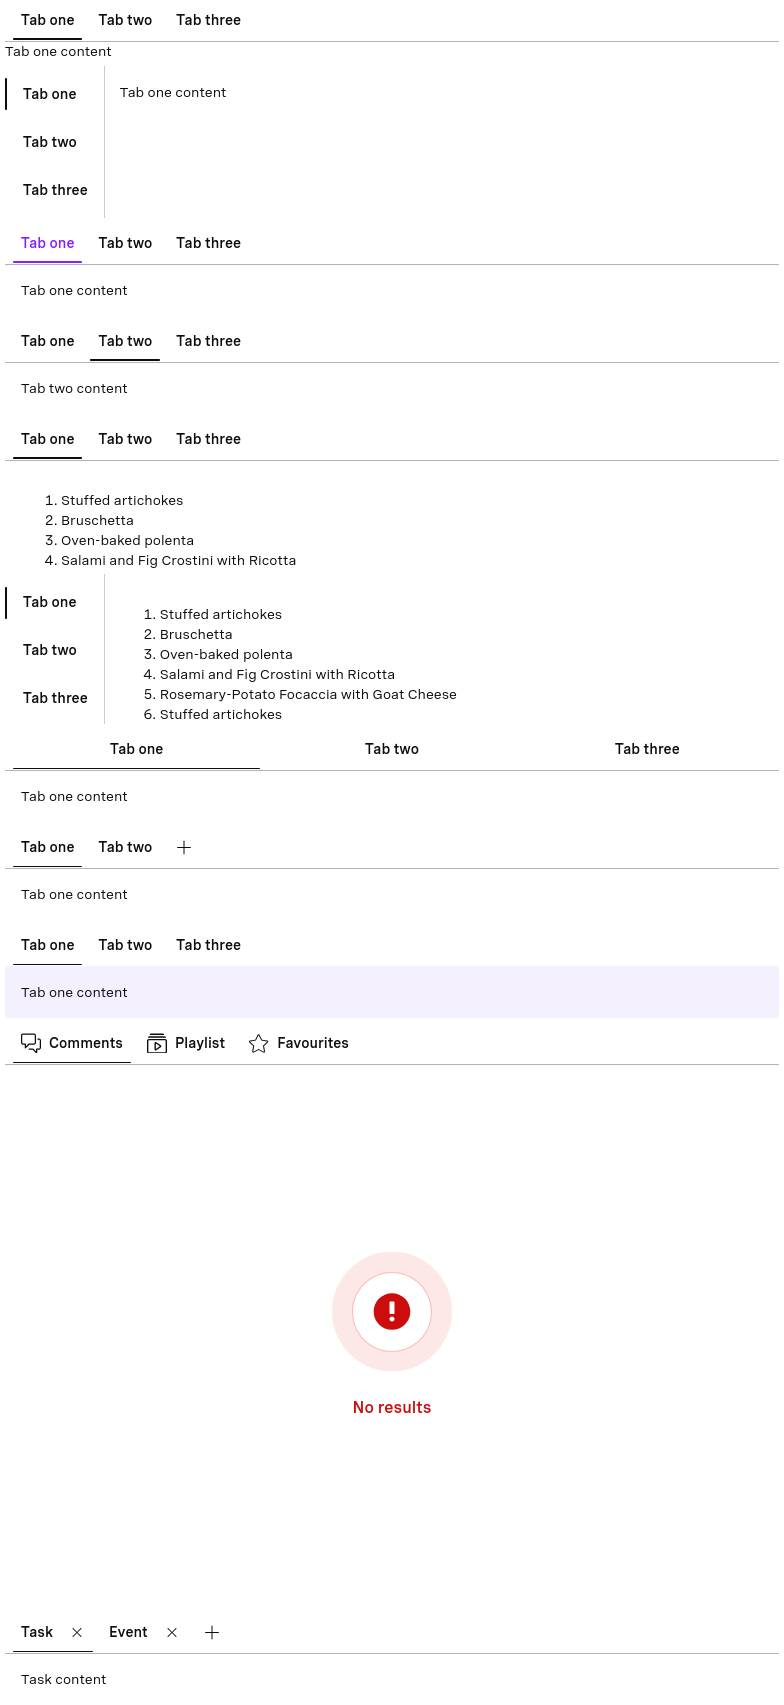 Tab one Tab two Tab three
Tab one content
Tab one
Tab one content
Tab two
Tab three
Tab one Tab two Tab three
Tab one content
Tab one Tab two Tab three
Tab two content
Tab one Tab two Tab three
1. Stuffed artichokes
2. Bruschetta
3. Oven-baked polenta
4. Salami and Fig Crostini with Ricotta
Tab one
Tab two
Tab three
1. Stuffed artichokes
2. Bruschetta
3. Oven-baked polenta
4. Salami and Fig Crostini with Ricotta
5. Rosemary-Potato Focaccia with Goat Cheese
6. Stuffed artichokes
Tab one Tab two Tab three
Tab one content
Tab one Tab two
Tab one content
Tab one Tab two Tab three
Tab one content
Comments Playlist Favourites
No results
Task Event
Task content